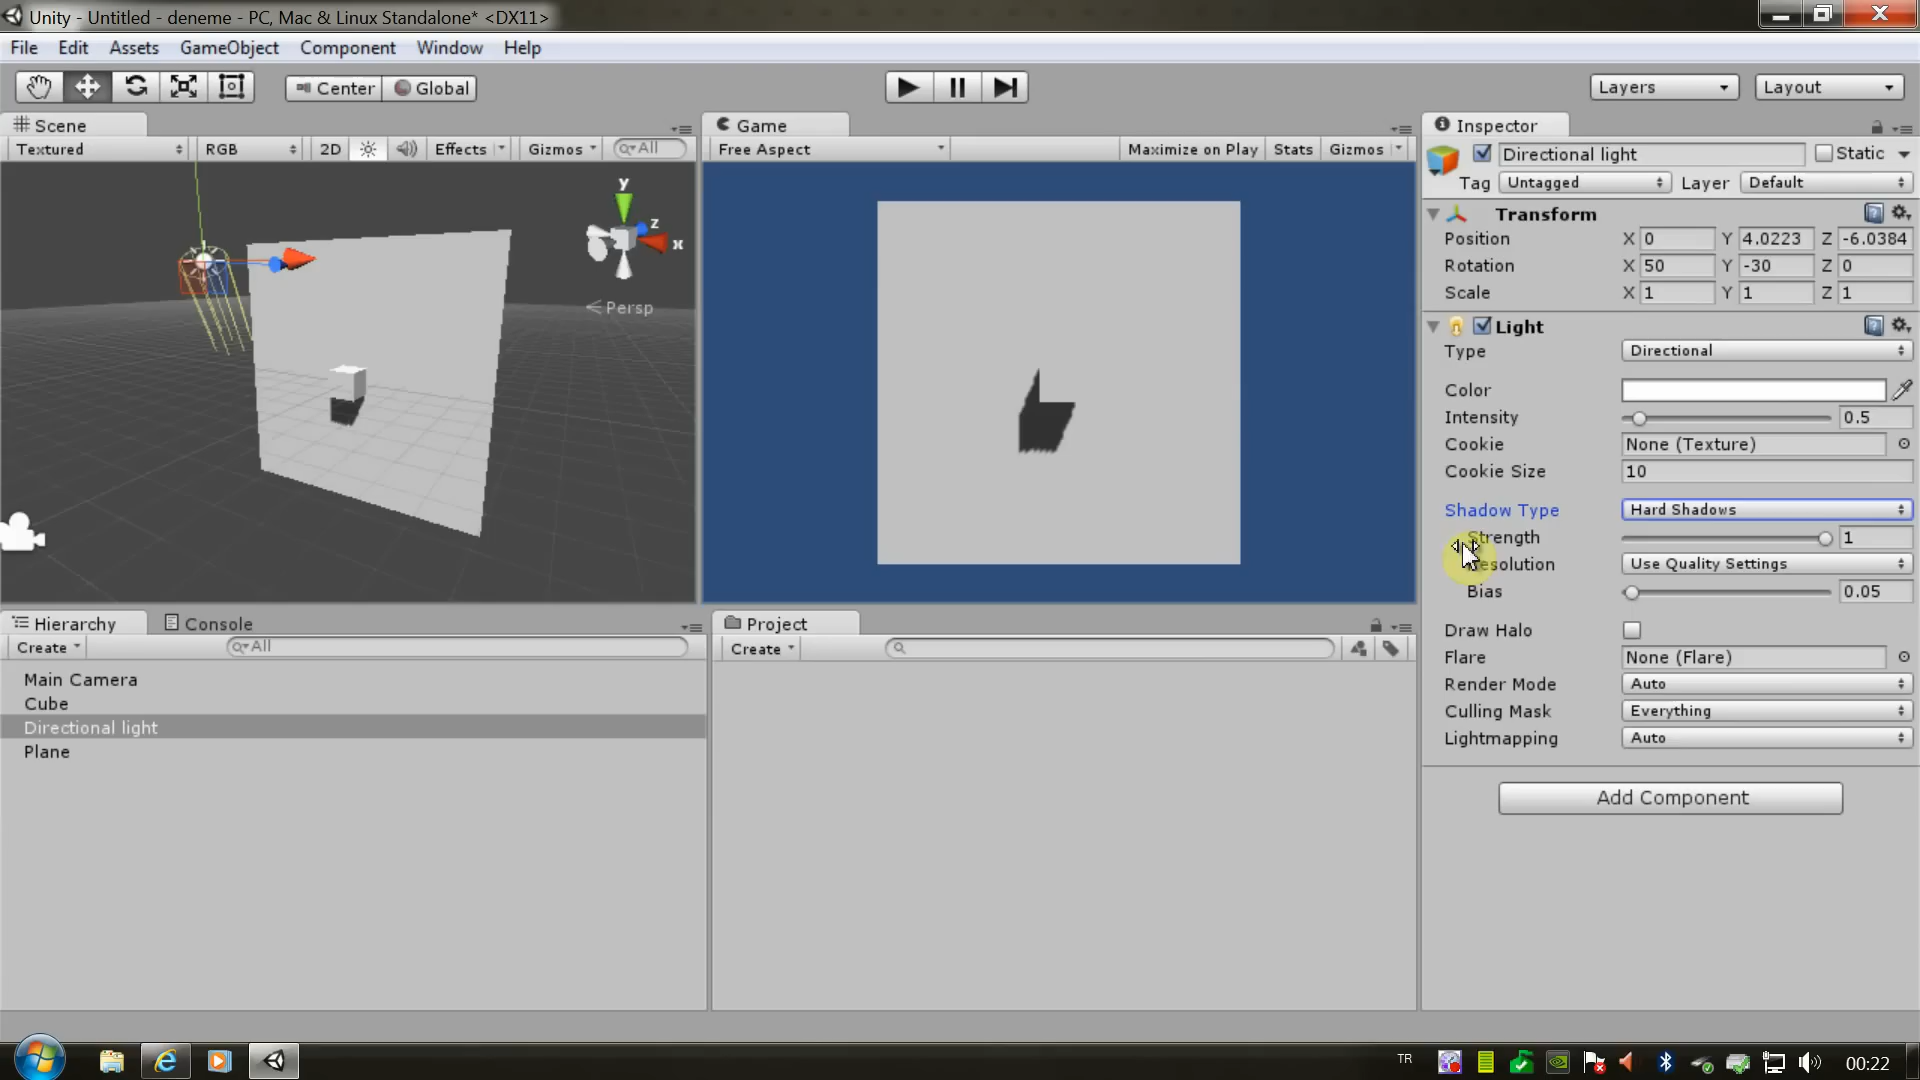 Unity - Untitled - deneme - PC, Mac & Linux Standalone* <DX11>
File Edit Assets GameObject Component Window Help
Center Global Layers Layout
Scene
Textured RGB 2D Effects Gizmos All
y
z
x
Persp
Game
Free Aspect Maximize on Play Stats Gizmos
Inspector
Directional light Static
Tag Untagged Layer Default
Transform
Position X 0 Y 4.0223 Z -6.0384
Rotation X 50 Y -30 Z 0
Scale X 1 Y 1 Z 1
Light
Type Directional
Color
Intensity 0.5
Cookie None (Texture)
Cookie Size 10
Shadow Type Hard Shadows
Strength 1
Resolution Use Quality Settings
Bias 0.05
Draw Halo
Flare None (Flare)
Render Mode Auto
Culling Mask Everything
Lightmapping Auto
Add Component
Hierarchy Console
Create All
Main Camera
Cube
Directional light
Plane
Project
Create
TR 00:22